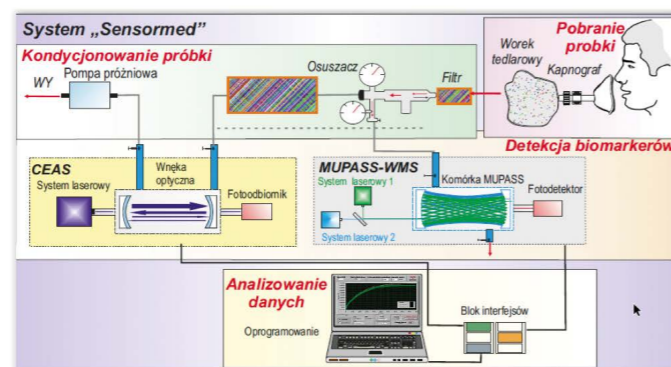 System „Sensormed”
Pobranie
probki
Kondycjonowanie próbki
WY
Pompa próżniowa
Osuszacz
Filtr
Worek
tedlarowy
Kapnograf
Detekcja biomarkerów
CEAS
System laserowy
Wnęka
optyczna
Fotoodbiornik
MUPASS-WMS
System laserowy 1
Komórka MUPASS
Fotodetektor
System laserowy 2
Analizowanie
danych
Oprogramowanie
Blok interfejsów